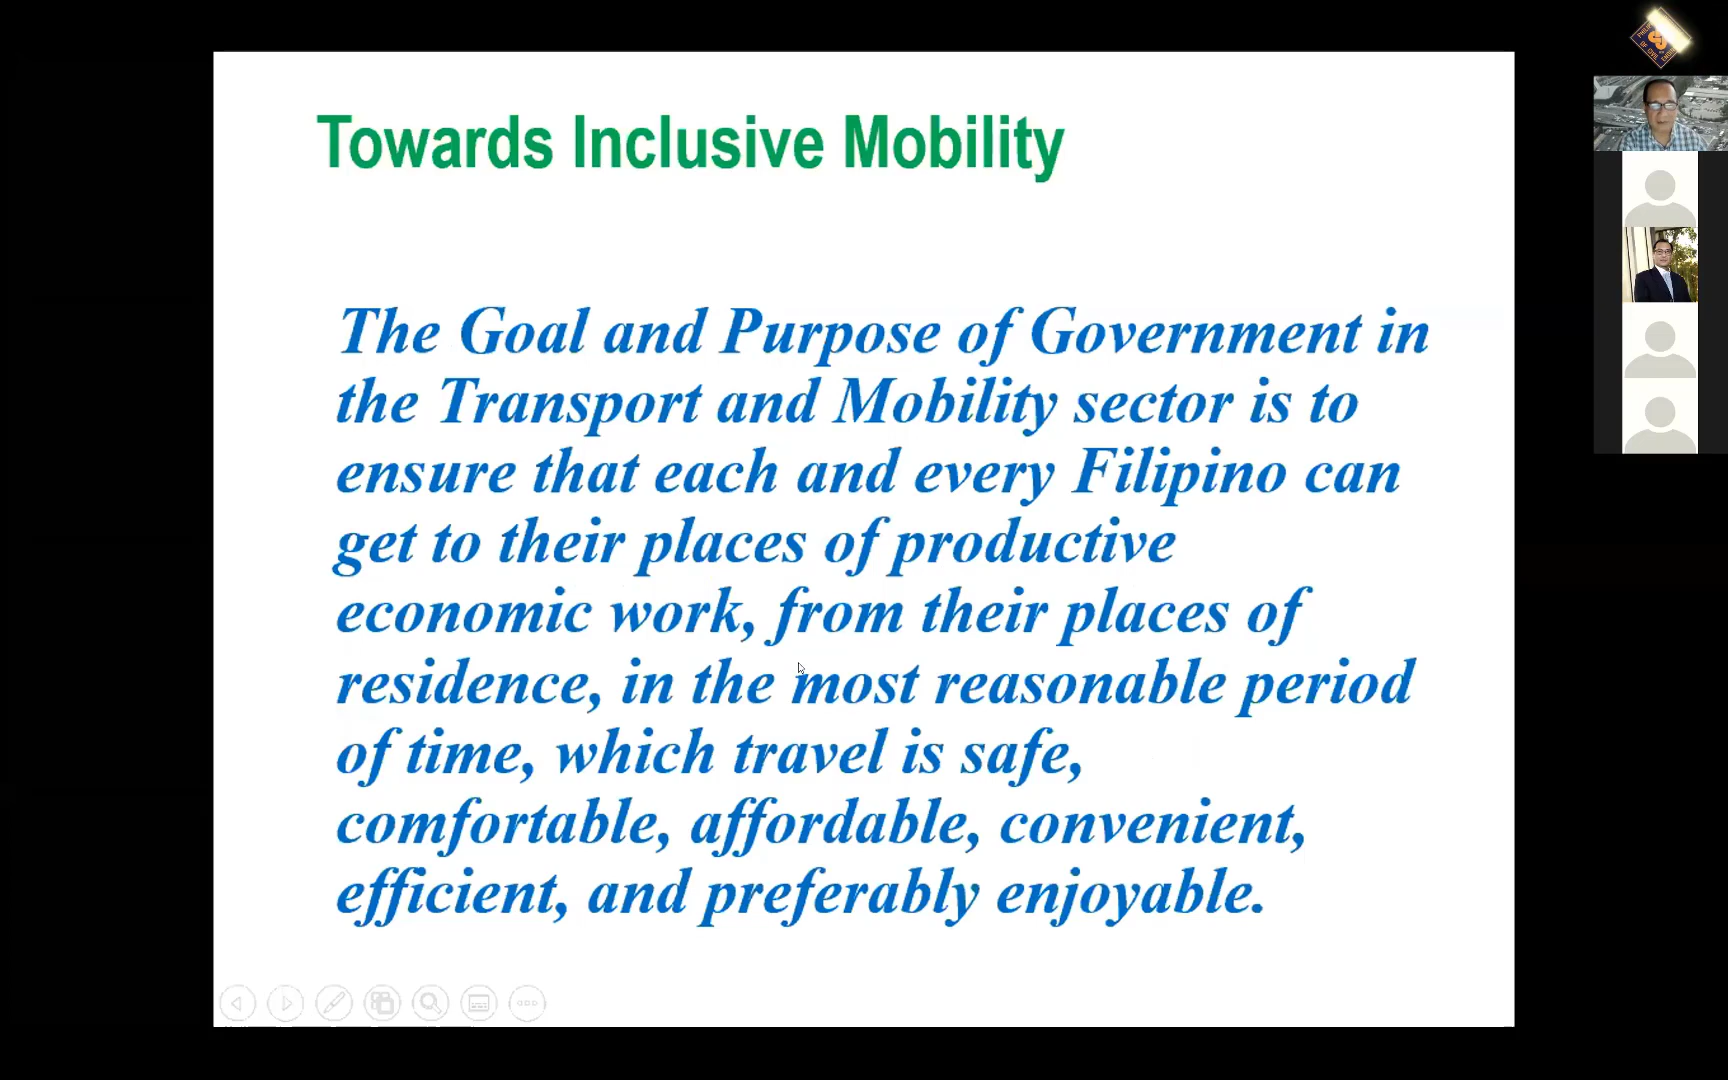 Towards Inclusive Mobility
The Goal and Purpose of Government in
the Transport and Mobility sector is to
ensure that each and every Filipino can
get to their places of productive
economic work, from their places of
residence, in the most reasonable period
of time, which travel is safe,
comfortable, affordable, convenient,
efficient, and preferably enjoyable.